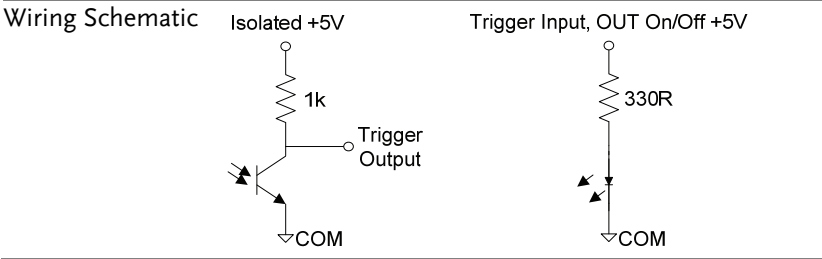 Wiring Schematic
Isolated +5V
1k
Trigger
Output
COM
Trigger Input, OUT On/Off +5V
330R
COM